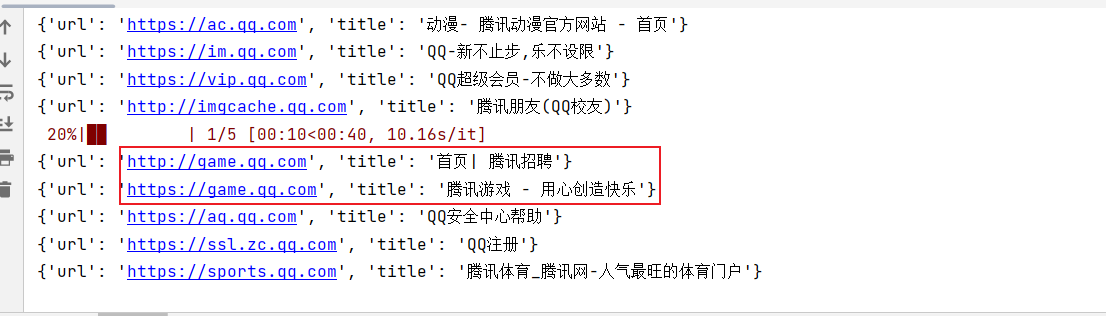 {'url': 'https://ac.qq.com', 'title': '动漫- 腾讯动漫官方网站 - 首页'}
{'url': 'https://im.qq.com', 'title': 'QQ-新不止步,乐不设限'}
{'url': 'https://vip.qq.com', 'title': 'QQ超级会员-不做大多数'}
{'url': 'http://imgcache.qq.com', 'title': '腾讯朋友(QQ校友)'}
20%|██        | 1/5 [00:10<00:40, 10.16s/it]
{'url': 'http://game.qq.com', 'title': '首页| 腾讯招聘'}
{'url': 'https://game.qq.com', 'title': '腾讯游戏 - 用心创造快乐'}
{'url': 'https://aq.qq.com', 'title': 'QQ安全中心帮助'}
{'url': 'https://ssl.zc.qq.com', 'title': 'QQ注册'}
{'url': 'https://sports.qq.com', 'title': '腾讯体育_腾讯网-人气最旺的体育门户'}